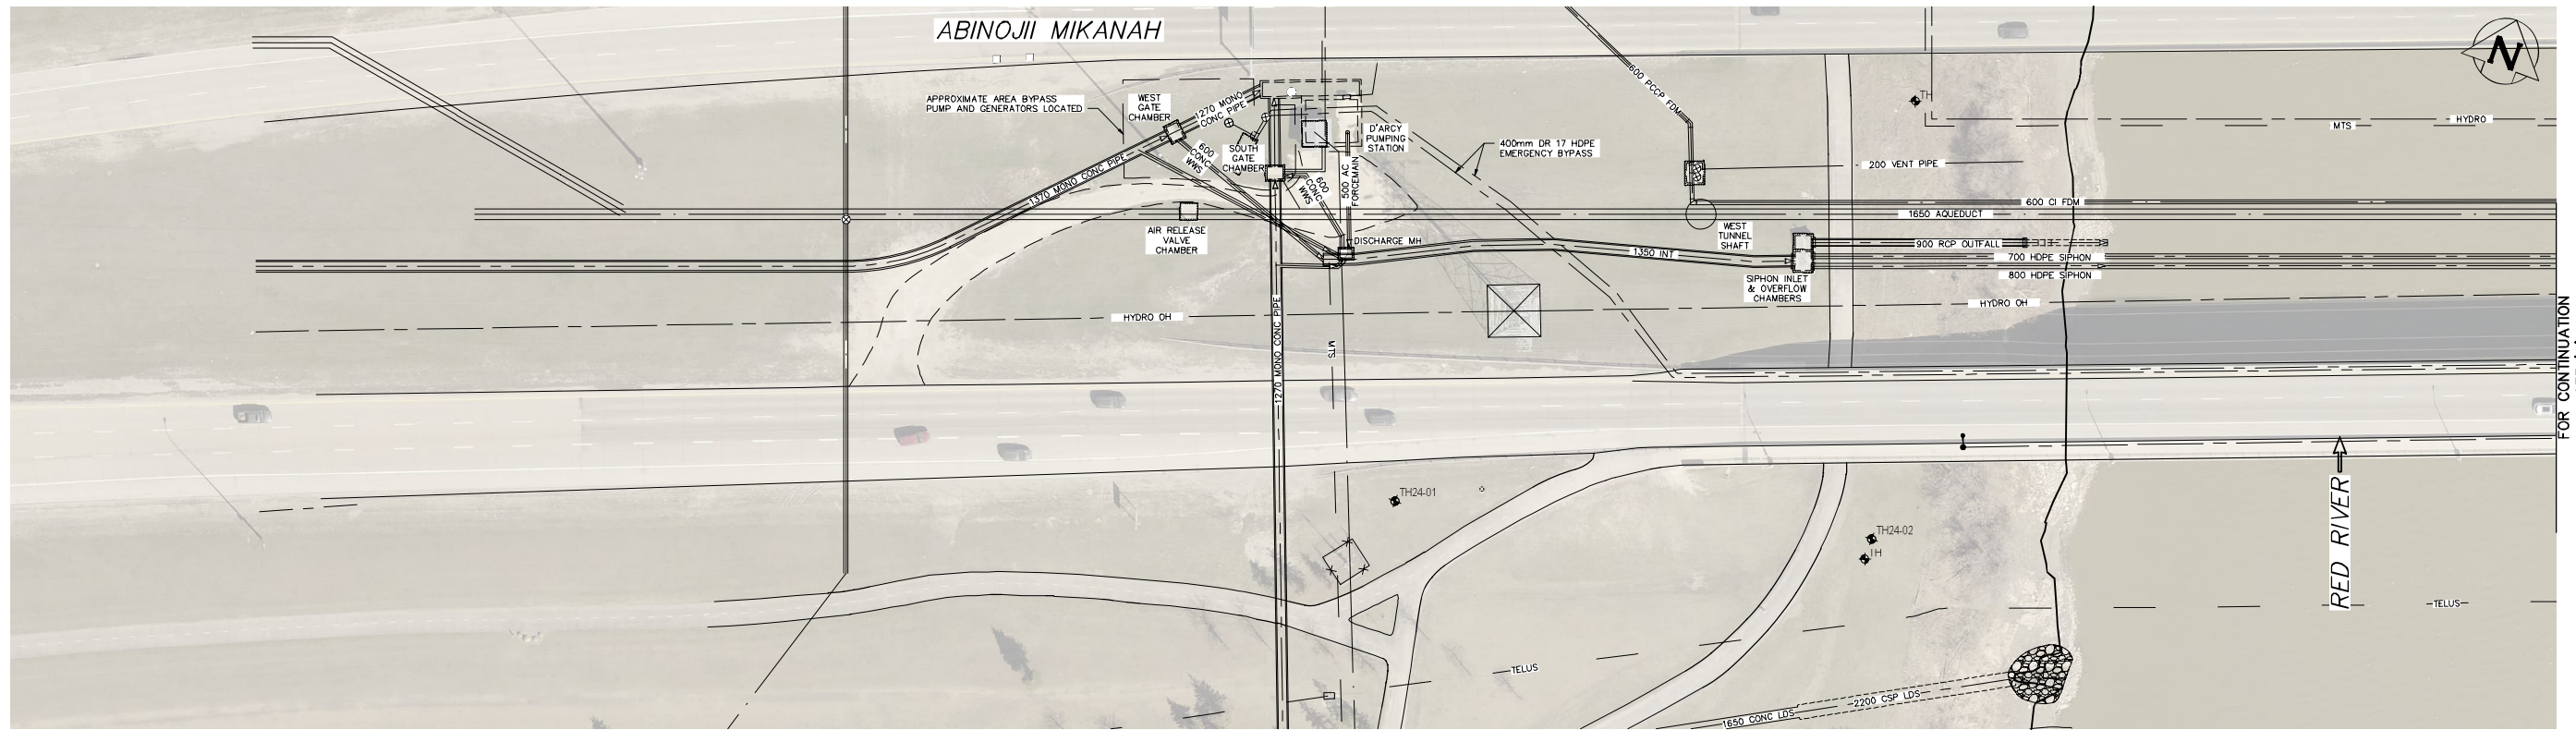 ABINOJII MIKANAH
N
APPROXIMATE AREA BYPASS
PUMP AND GENERATORS LOCATED
WEST
GATE
CHAMBER
1270 MONO
CONC PIPE
600
CONC
WWS
SOUTH
GATE
CHAMBER
D'ARCY
PUMPING
STATION
600
CONC
WWS
500 AC
FORCEMAIN
400mm DR 17 HDPE
EMERGENCY BYPASS
600 PCCP FDM
TH
HYDRO
MTS
200 VENT PIPE
1370 MONO CONC PIPE
600 CI FDM
1650 AQUEDUCT
AIR RELEASE
VALVE
CHAMBER
DISCHARGE MH
WEST
TUNNEL
SHAFT
1350 INT
900 RCP OUTFALL
700 HDPE SIPHON
800 HDPE SIPHON
SIPHON INLET
& OVERFLOW
CHAMBERS
HYDRO OH
HYDRO OH
1270 MONO CONC PIPE
MTS
FOR CONTINUATION
TH24-01
TH24-02
TH
RED RIVER
TELUS
TELUS
2200 CSP LDS
1650 CONC LDS